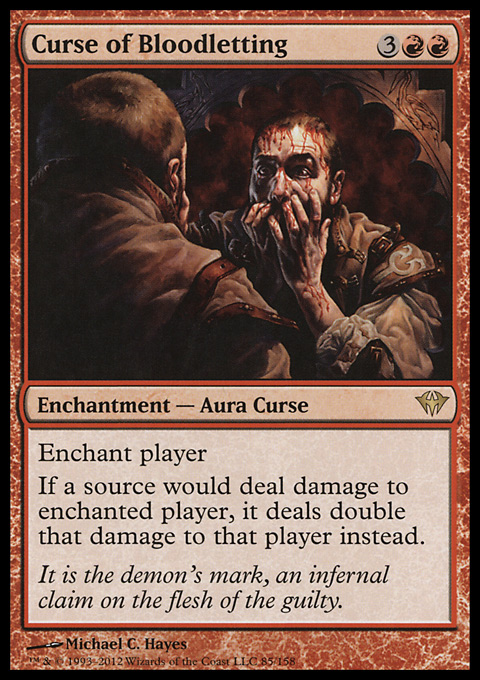 Curse of Bloodletting 3
Enchantment — Aura Curse
Enchant player
If a source would deal damage to
enchanted player, it deals double
that damage to that player instead.
It is the demon's mark, an infernal
claim on the flesh of the guilty.
Michael C. Hayes
™ & © 1993–2012 Wizards of the Coast LLC 85/158